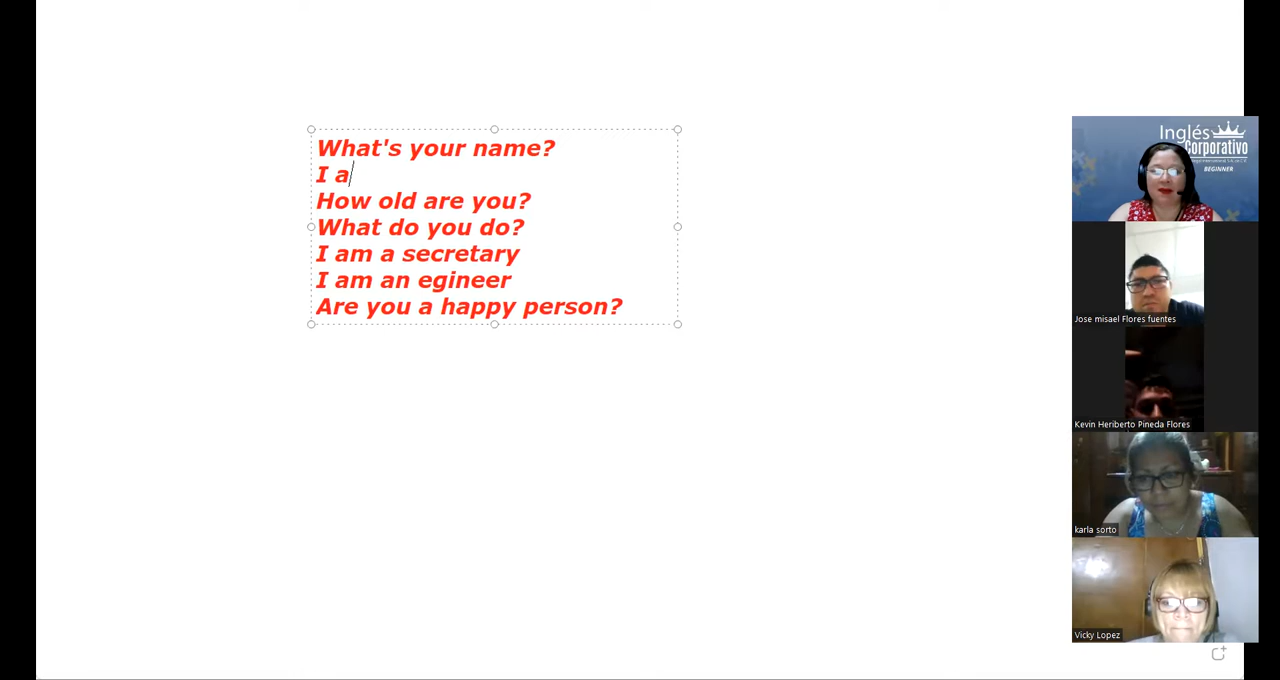 What's your name?
I a
How old are you?
What do you do?
I am a secretary
I am an egineer
Are you a happy person?
Inglés
Corporativo
BEGINNER
Jose misael Flores fuentes
Kevin Heriberto Pineda Flores
karla sorto
Vicky Lopez